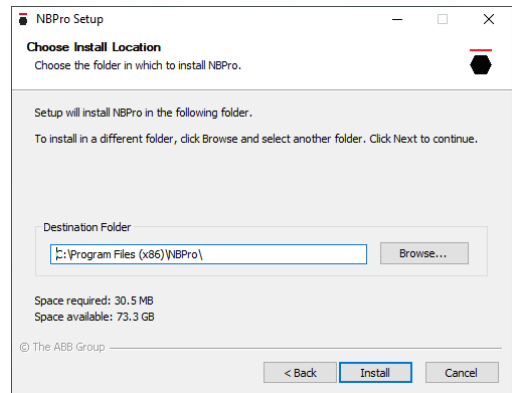 NBPro Setup
Choose Install Location
Choose the folder in which to install NBPro.
Setup will install NBPro in the following folder.
To install in a different folder, click Browse and select another folder. Click Next to continue.
Destination Folder
C:\Program Files (x86)\NBPro\
Browse...
Space required: 30.5 MB
Space available: 73.3 GB
© The ABB Group
< Back
Install
Cancel